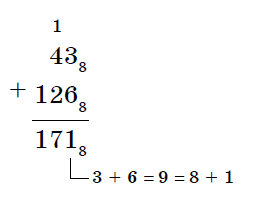 1
43₈
+ 126₈
171₈
3 + 6 = 9 = 8 + 1